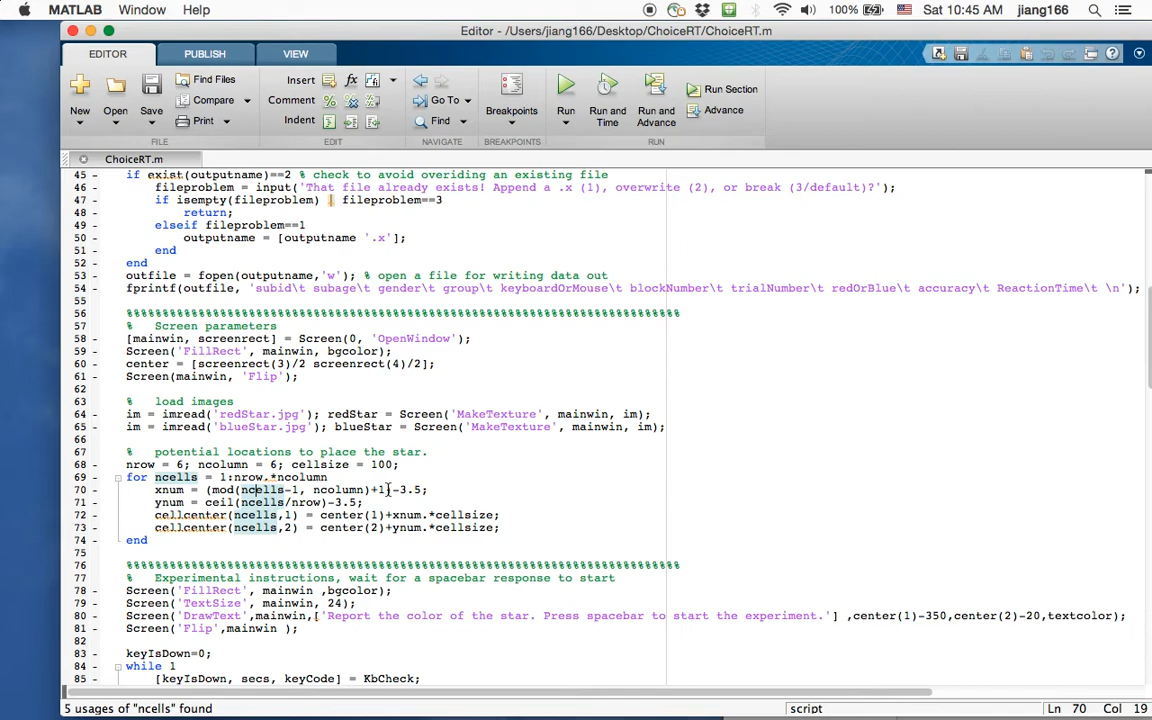 MATLAB Window Help 100% Sat 10:45 AM jiang166
Editor - /Users/jiang166/Desktop/ChoiceRT/ChoiceRT.m
EDITOR PUBLISH VIEW
New Open Save Find Files Compare Print Insert fx Comment Indent Go To Find Breakpoints Run Run and Time Run and Advance Run Section Advance
FILE EDIT NAVIGATE BREAKPOINTS RUN
ChoiceRT.m
45 - if exist(outputname)==2 % check to avoid overiding an existing file
46 - fileproblem = input('That file already exists! Append a .x (1), overwrite (2), or break (3/default)?');
47 - if isempty(fileproblem) | fileproblem==3
48 - return;
49 - elseif fileproblem==1
50 - outputname = [outputname '.x'];
51 - end
52 - end
53 - outfile = fopen(outputname,'w'); % open a file for writing data out
54 - fprintf(outfile, 'subid\t subage\t gender\t group\t keyboardOrMouse\t blockNumber\t trialNumber\t redOrBlue\t accuracy\t ReactionTime\t \n');
55
56 %%%%%%%%%%%%%%%%%%%%%%%%%%%%%%%%%%%%%%%%%%%%%%%%%%%%%%%%%%%%%%%%%%%%%%%%%%%%%%%
57 % Screen parameters
58 - [mainwin, screenrect] = Screen(0, 'OpenWindow');
59 - Screen('FillRect', mainwin, bgcolor);
60 - center = [screenrect(3)/2 screenrect(4)/2];
61 - Screen(mainwin, 'Flip');
62
63 % load images
64 - im = imread('redStar.jpg'); redStar = Screen('MakeTexture', mainwin, im);
65 - im = imread('blueStar.jpg'); blueStar = Screen('MakeTexture', mainwin, im);
66
67 % potential locations to place the star.
68 - nrow = 6; ncolumn = 6; cellsize = 100;
69 - for ncells = 1:nrow.*ncolumn
70 - xnum = (mod(ncells-1, ncolumn)+1)-3.5;
71 - ynum = ceil(ncells/nrow)-3.5;
72 - cellcenter(ncells,1) = center(1)+xnum.*cellsize;
73 - cellcenter(ncells,2) = center(2)+ynum.*cellsize;
74 - end
75
76 %%%%%%%%%%%%%%%%%%%%%%%%%%%%%%%%%%%%%%%%%%%%%%%%%%%%%%%%%%%%%%%%%%%%%%%%%%%%%%%
77 % Experimental instructions, wait for a spacebar response to start
78 - Screen('FillRect', mainwin ,bgcolor);
79 - Screen('TextSize', mainwin, 24);
80 - Screen('DrawText',mainwin,['Report the color of the star. Press spacebar to start the experiment.'] ,center(1)-350,center(2)-20,textcolor);
81 - Screen('Flip',mainwin );
82
83 - keyIsDown=0;
84 - while 1
85 - [keyIsDown, secs, keyCode] = KbCheck;
5 usages of "ncells" found script Ln 70 Col 19